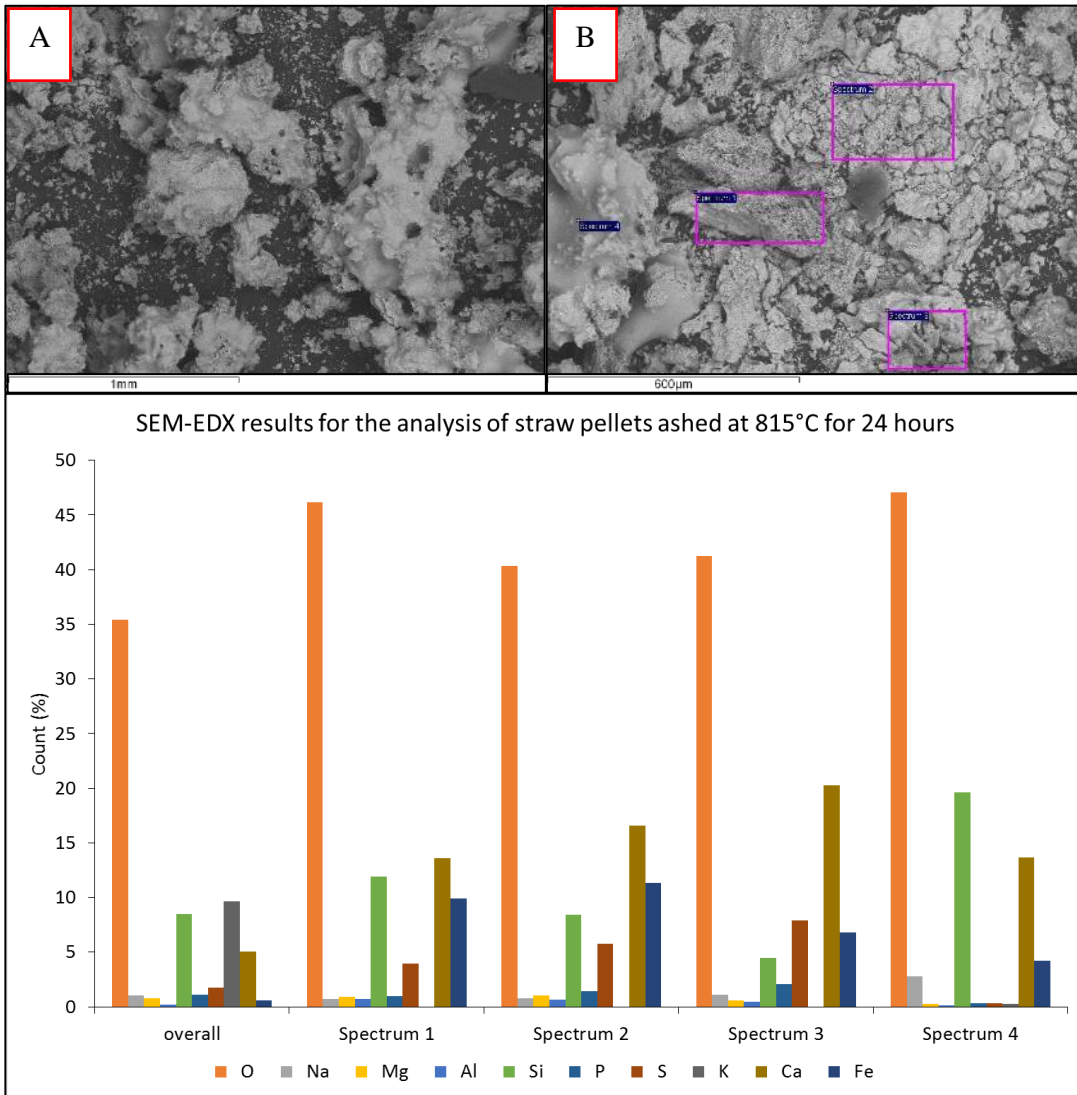 A
B
Spectrum 2
Spectrum 1
Spectrum 4
Spectrum 3
1mm
600µm
SEM-EDX results for the analysis of straw pellets ashed at 815°C for 24 hours
50
45
40
35
30
25
20
15
10
5
0
Count (%)
overall Spectrum 1 Spectrum 2 Spectrum 3 Spectrum 4
O Na Mg Al Si P S K Ca Fe